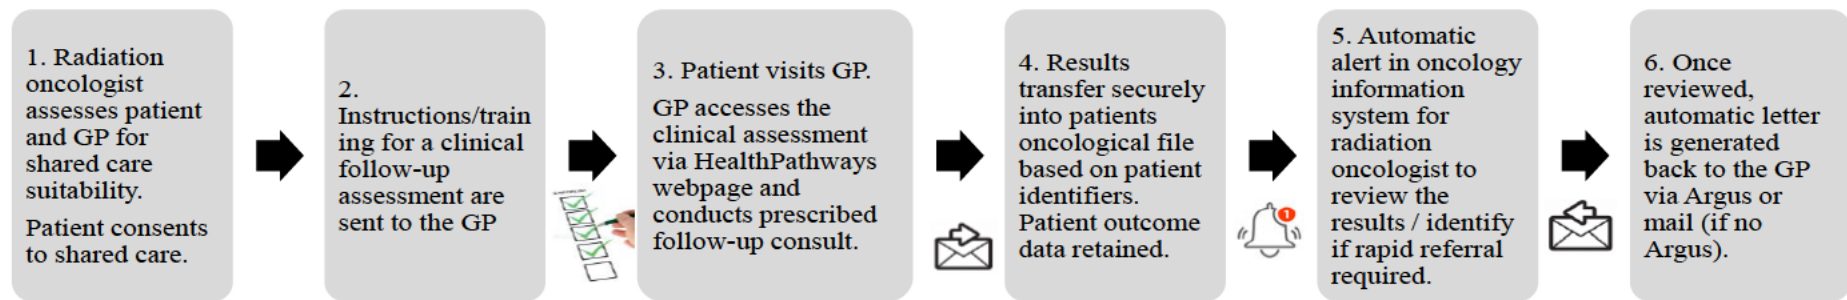 1. Radiation
oncologist
assesses patient
and GP for
shared care
suitability.
Patient consents
to shared care.
2.
Instructions/train
ing for a clinical
follow-up
assessment are
sent to the GP
3. Patient visits GP.
GP accesses the
clinical assessment
via HealthPathways
webpage and
conducts prescribed
follow-up consult.
4. Results
transfer securely
into patients
oncological file
based on patient
identifiers.
Patient outcome
data retained.
1
5. Automatic
alert in oncology
information
system for
radiation
oncologist to
review the
results / identify
if rapid referral
required.
6. Once
reviewed,
automatic letter
is generated
back to the GP
via Argus or
mail (if no
Argus).